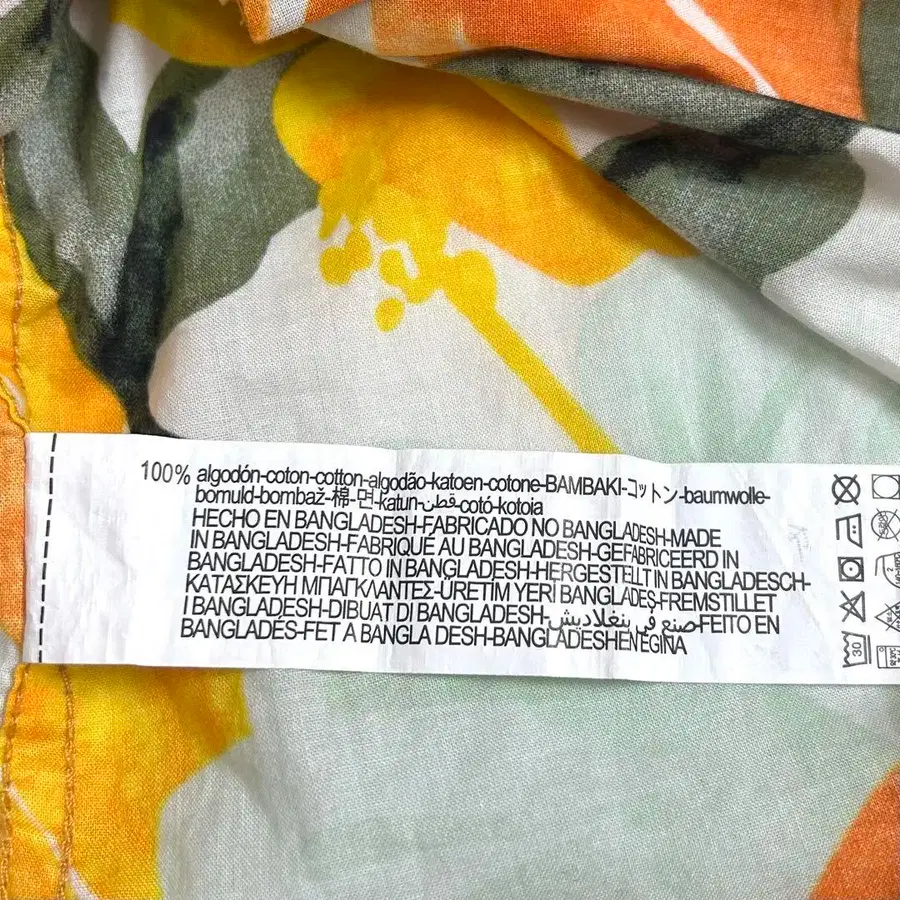 100% algodón-coton-cotton-algodão-katoen-cotone-BAMBAKI-コットン-baumwolle-
bomuld-bombaž-棉-면-katun-قطن-cotó-kotoia
HECHO EN BANGLADESH-FABRICADO NO BANGLADESH-MADE
IN BANGLADESH-FABRIQUÉ AU BANGLADESH-GEFABRICEERD IN
BANGLADESH-FATTO IN BANGLADESH-HERGESTELLT IN BANGLADESCH-
ΚΑΤΑΣΚΕΥΗ ΜΠΑΓΚΛΑΝΤΕΣ-ÜRETIM YERI BANGLADEŞ-FREMSTILLET
I BANGLADESH-DIBUAT DI BANGLADESH-صنع في بنغلاديش-FEITO EN
BANGLADÉS-FET A BANGLA DESH-BANGLADESHEN EGINA
30